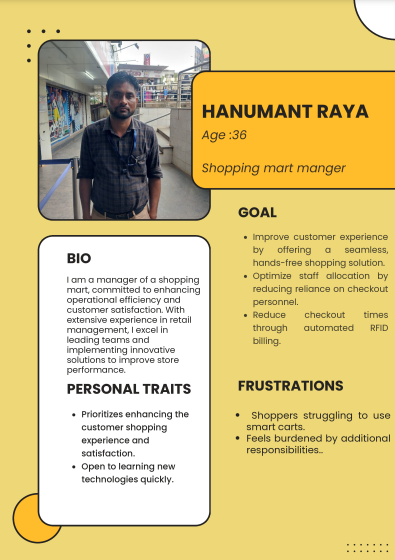 HANUMANT RAYA
Age :36
Shopping mart manger
GOAL
• Improve customer experience
by offering a seamless,
hands-free shopping solution.
• Optimize staff allocation by
reducing reliance on checkout
personnel.
• Reduce checkout times
through automated RFID
billing.
BIO
I am a manager of a shopping
mart, committed to enhancing
operational efficiency and
customer satisfaction. With
extensive experience in retail
management, I excel in
leading teams and
implementing innovative
solutions to improve store
performance.
PERSONAL TRAITS
• Prioritizes enhancing the
customer shopping
experience and
satisfaction.
• Open to learning new
technologies quickly.
FRUSTRATIONS
• Shoppers struggling to use
smart carts.
• Feels burdened by additional
responsibilities..